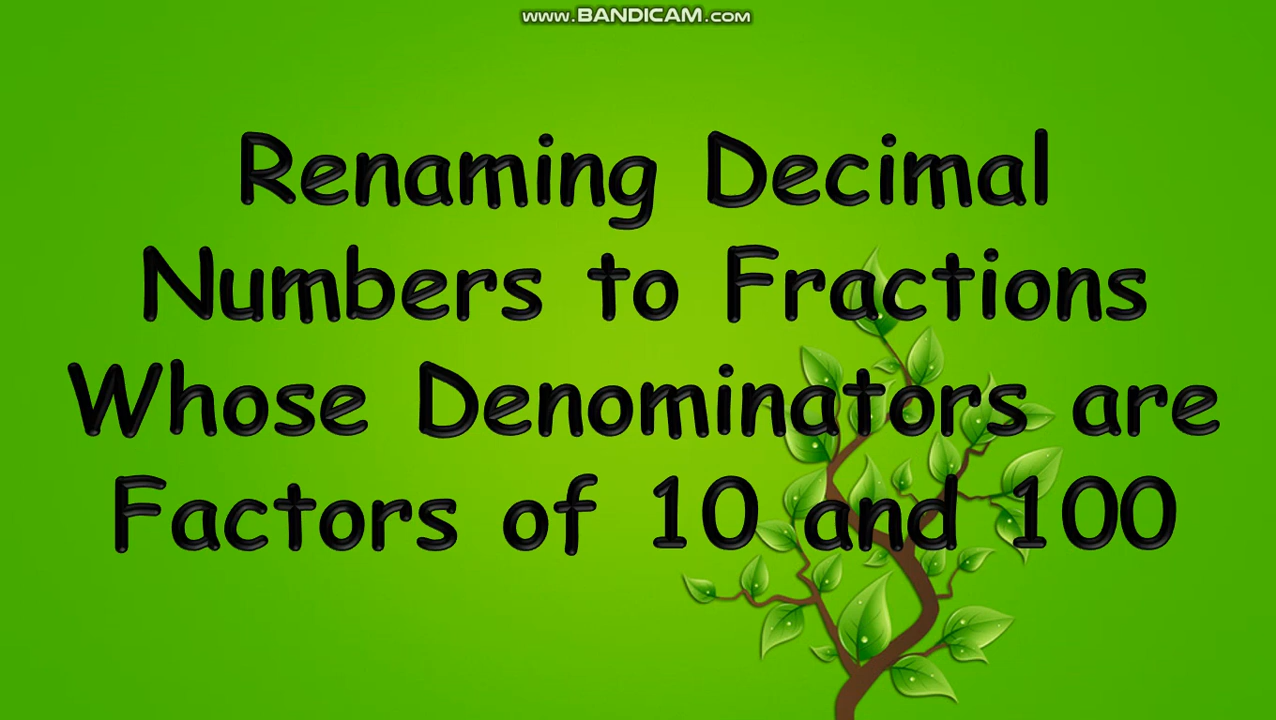 www.BANDICAM.com
Renaming Decimal
Numbers to Fractions
Whose Denominators are
Factors of 10 and 100